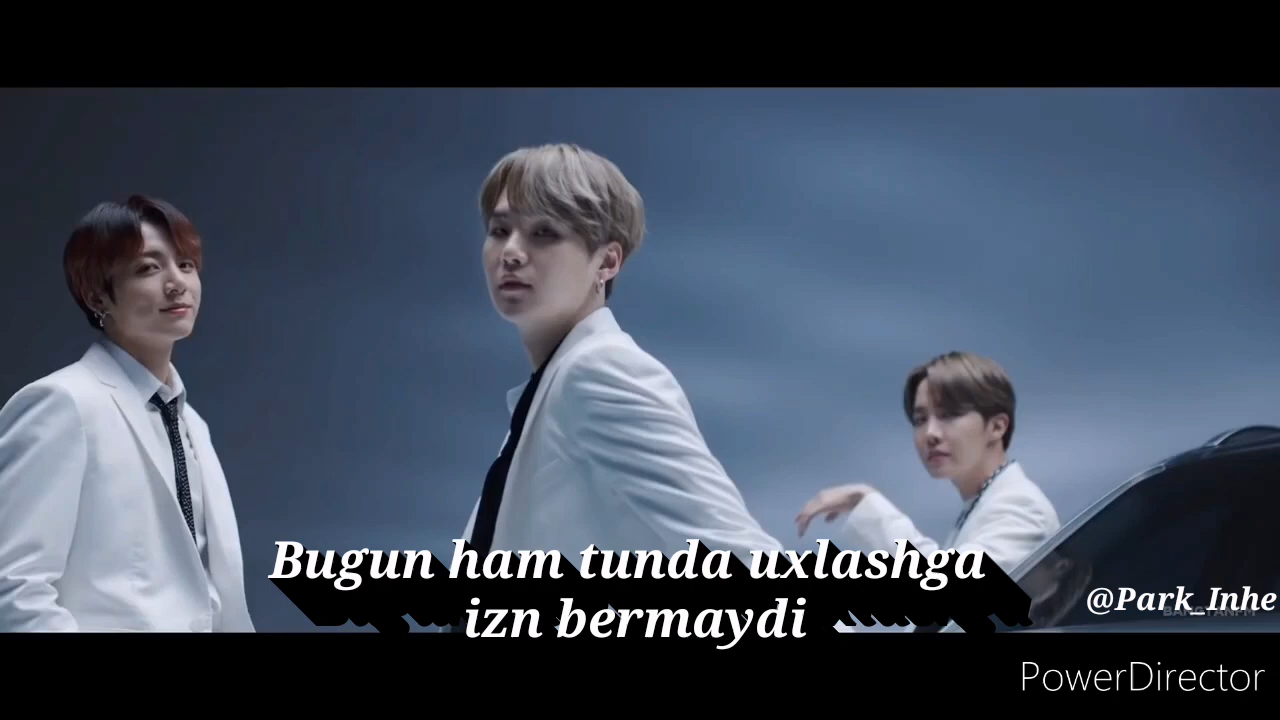 Bugun ham tunda uxlashga
izn bermaydi
@Park_Inhe
PowerDirector